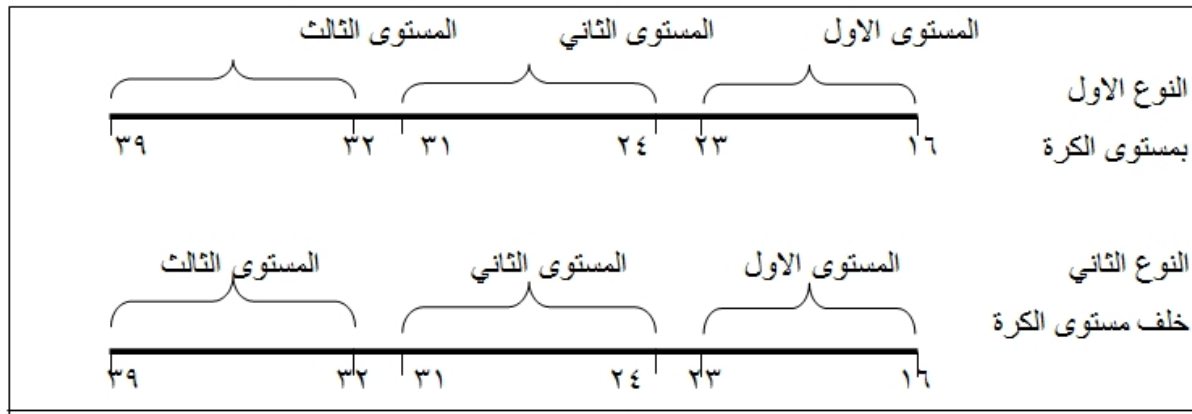 المستوى الاول المستوى الثاني المستوى الثالث
النوع الاول
١٦ ٢٣ ٢٤ ٣١ ٣٢ ٣٩
بمستوى الكرة
النوع الثاني
المستوى الاول المستوى الثاني المستوى الثالث
خلف مستوى الكرة
١٦ ٢٣ ٢٤ ٣١ ٣٢ ٣٩